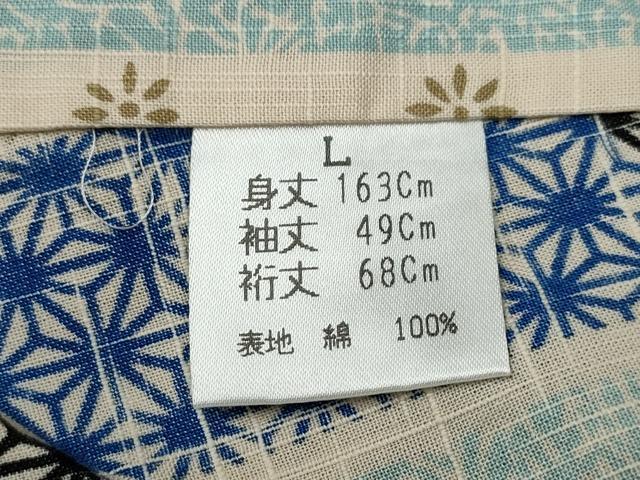 L
身丈 163Cm
袖丈 49Cm
裄丈 68Cm
表地 綿 100%